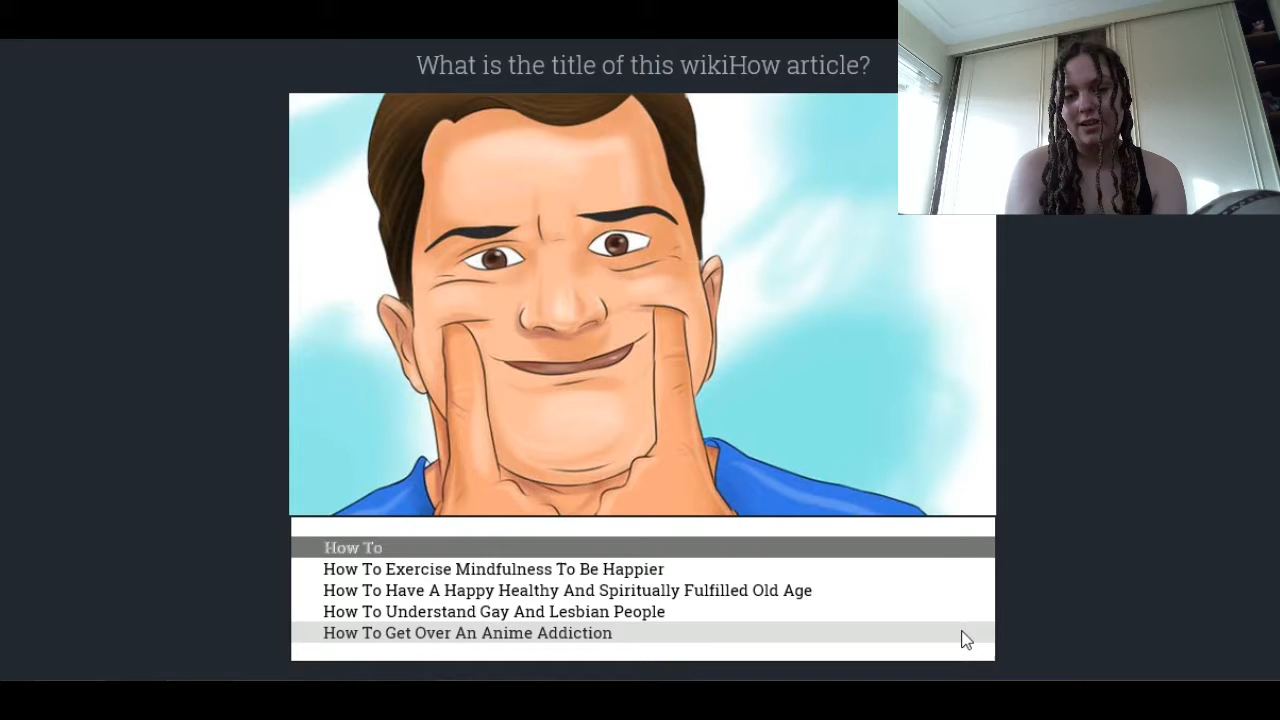 What is the title of this wikiHow article?
How To
How To Exercise Mindfulness To Be Happier
How To Have A Happy Healthy And Spiritually Fulfilled Old Age
How To Understand Gay And Lesbian People
How To Get Over An Anime Addiction